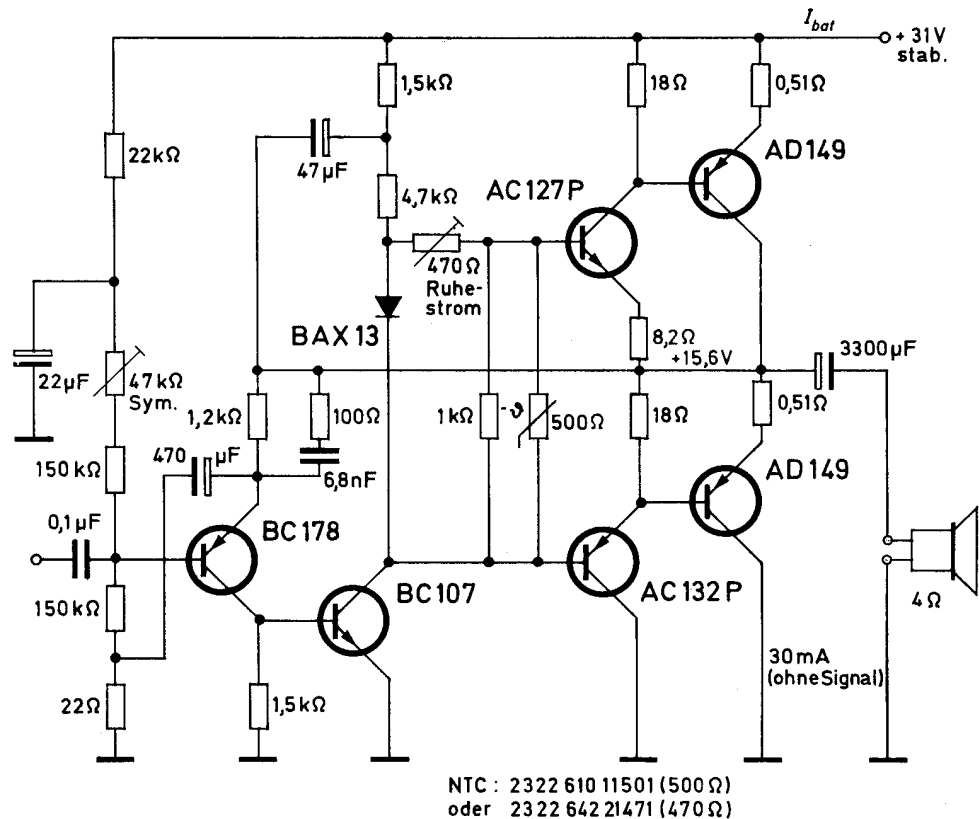 I_bat
+ 31V
stab.
1,5kΩ
18Ω
0,51Ω
22kΩ
47µF
AD149
4,7kΩ
AC127P
470Ω
Ruhe-
strom
BAX13
8,2Ω
+15,6V
3300µF
22µF
47kΩ
Sym.
1,2kΩ
100Ω
1kΩ
-ϑ
500Ω
18Ω
0,51Ω
470 µF
6,8nF
150kΩ
AD149
0,1µF
BC178
BC107
AC132P
4Ω
150kΩ
30mA
(ohne Signal)
22Ω
1,5kΩ
NTC : 2322 610 11501 (500Ω)
oder 2322 642 21471 (470Ω)